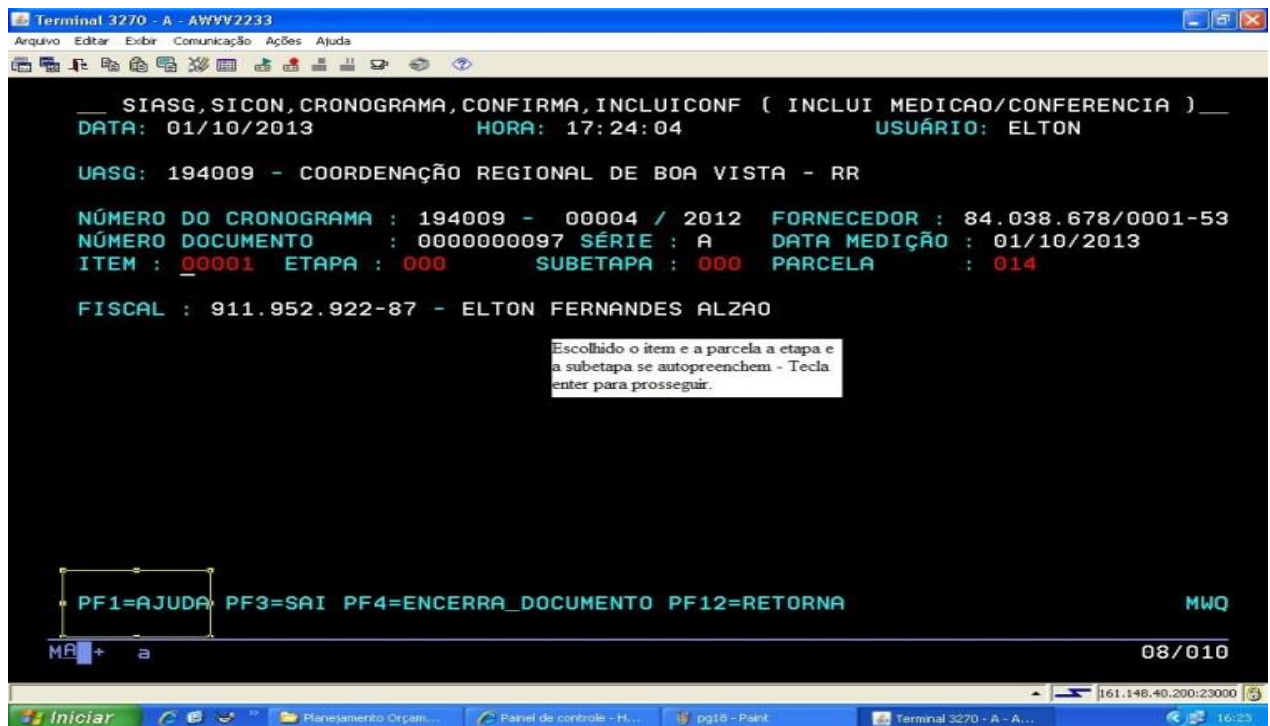 Terminal 3270 - A - AWVV2233
Arquivo Editar Exibir Comunicação Ações Ajuda
__ SIASG,SICON,CRONOGRAMA,CONFIRMA,INCLUICONF ( INCLUI MEDICAO/CONFERENCIA )__
DATA: 01/10/2013 HORA: 17:24:04 USUÁRIO: ELTON
UASG: 194009 - COORDENAÇÃO REGIONAL DE BOA VISTA - RR
NÚMERO DO CRONOGRAMA : 194009 - 00004 / 2012 FORNECEDOR : 84.038.678/0001-53
NÚMERO DOCUMENTO : 0000000097 SÉRIE : A DATA MEDIÇÃO : 01/10/2013
ITEM : 00001 ETAPA : 000 SUBETAPA : 000 PARCELA : 014
FISCAL : 911.952.922-87 - ELTON FERNANDES ALZAO
Escolhido o item e a parcela a etapa e
a subetapa se autopreenchem - Tecla
enter para prosseguir.
PF1=AJUDA PF3=SAI PF4=ENCERRA_DOCUMENTO PF12=RETORNA MWQ
MA + a 08/010
161.148.40.200:23000
Iniciar Planejamento Orçam... Painel de controle - H... pg18 - Paint Terminal 3270 - A - A... 16:23